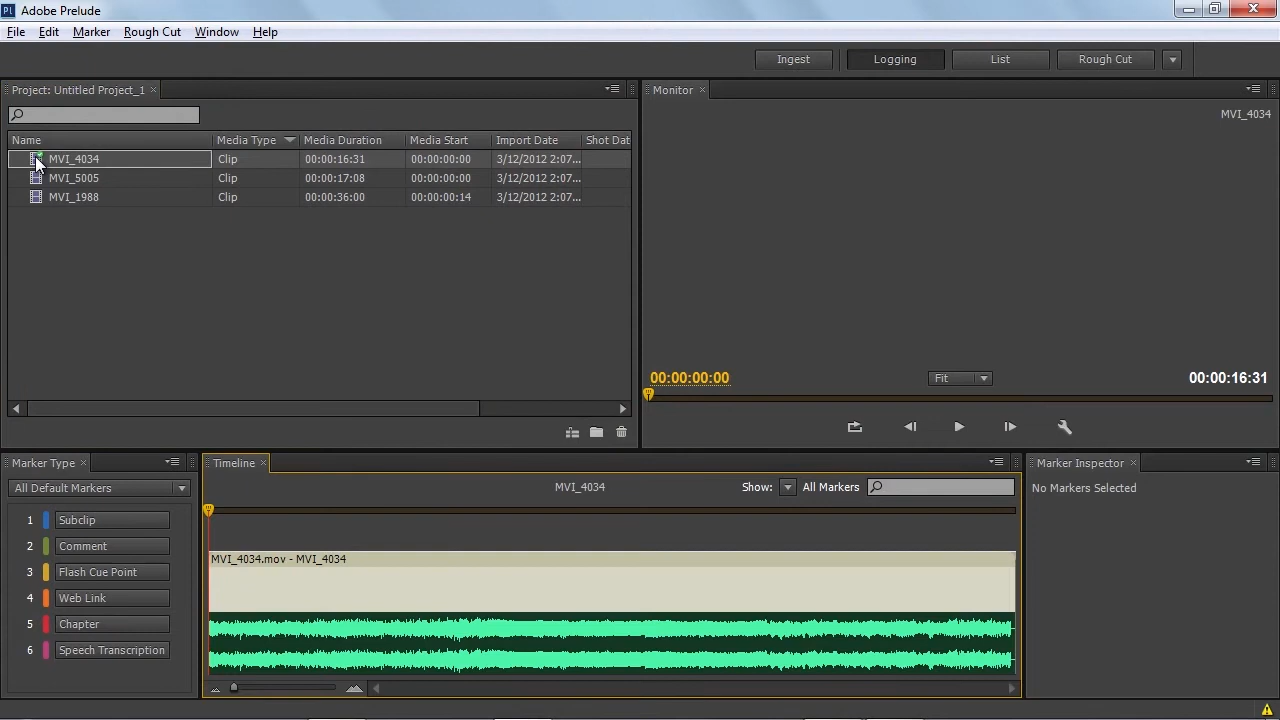 Pl Adobe Prelude
File Edit Marker Rough Cut Window Help
Ingest Logging List Rough Cut
Project: Untitled Project_1
Name Media Type Media Duration Media Start Import Date Shot Dat
MVI_4034 Clip 00:00:16:31 00:00:00:00 3/12/2012 2:07...
MVI_5005 Clip 00:00:17:08 00:00:00:00 3/12/2012 2:07...
MVI_1988 Clip 00:00:36:00 00:00:00:14 3/12/2012 2:07...
Monitor
MVI_4034
00:00:00:00 Fit 00:00:16:31
Marker Type
All Default Markers
1 Subclip
2 Comment
3 Flash Cue Point
4 Web Link
5 Chapter
6 Speech Transcription
Timeline
MVI_4034 Show: All Markers
MVI_4034.mov - MVI_4034
Marker Inspector
No Markers Selected